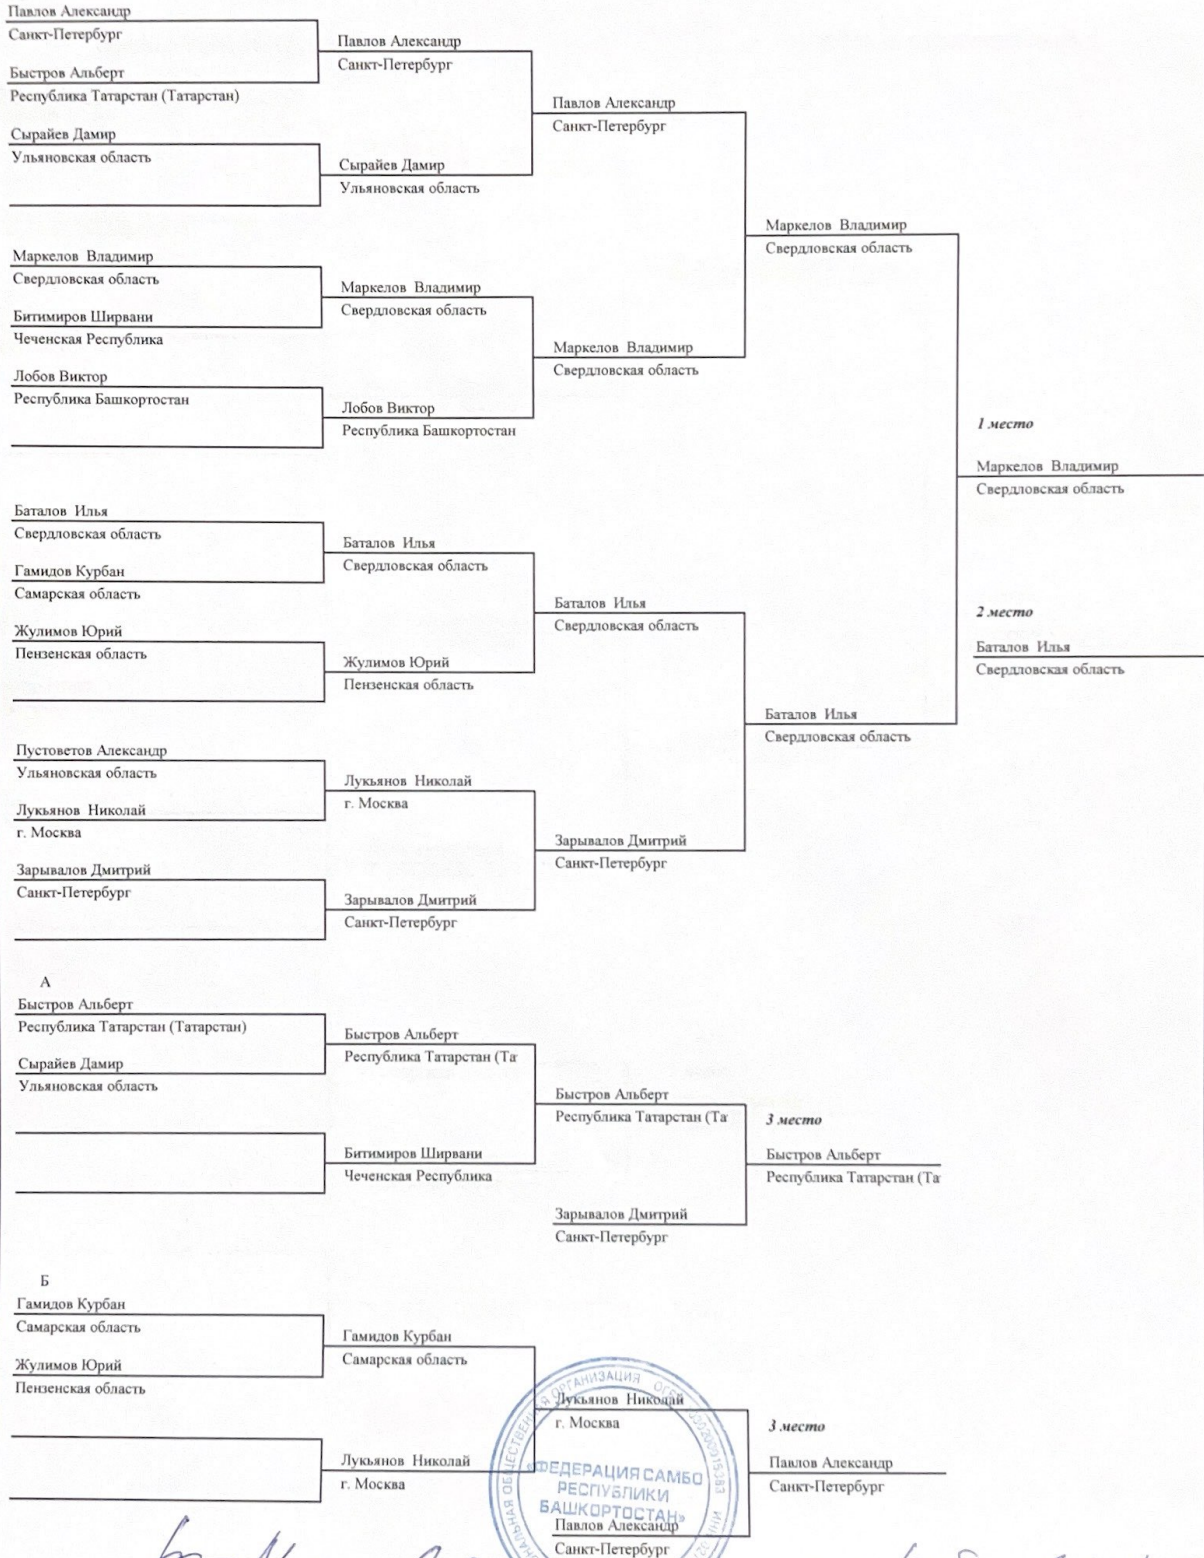 Павлов Александр
Санкт-Петербург
Быстров Альберт
Республика Татарстан (Татарстан)
Сырайев Дамир
Ульяновская область
Маркелов Владимир
Свердловская область
Битимиров Ширвани
Чеченская Республика
Лобов Виктор
Республика Башкортостан
Баталов Илья
Свердловская область
Гамидов Курбан
Самарская область
Жулимов Юрий
Пензенская область
Пустоветов Александр
Ульяновская область
Лукьянов Николай
г. Москва
Зарывалов Дмитрий
Санкт-Петербург
Павлов Александр
Санкт-Петербург
Сырайев Дамир
Ульяновская область
Маркелов Владимир
Свердловская область
Лобов Виктор
Республика Башкортостан
Баталов Илья
Свердловская область
Жулимов Юрий
Пензенская область
Лукьянов Николай
г. Москва
Зарывалов Дмитрий
Санкт-Петербург
Павлов Александр
Санкт-Петербург
Маркелов Владимир
Свердловская область
Баталов Илья
Свердловская область
Зарывалов Дмитрий
Санкт-Петербург
Маркелов Владимир
Свердловская область
Баталов Илья
Свердловская область
1 место
Маркелов Владимир
Свердловская область
2 место
Баталов Илья
Свердловская область
А
Быстров Альберт
Республика Татарстан (Татарстан)
Сырайев Дамир
Ульяновская область
Быстров Альберт
Республика Татарстан (Та
Битимиров Ширвани
Чеченская Республика
Быстров Альберт
Республика Татарстан (Та
Зарывалов Дмитрий
Санкт-Петербург
3 место
Быстров Альберт
Республика Татарстан (Та
Б
Гамидов Курбан
Самарская область
Жулимов Юрий
Пензенская область
Гамидов Курбан
Самарская область
Лукьянов Николай
г. Москва
Лукьянов Николай
г. Москва
Павлов Александр
Санкт-Петербург
3 место
Павлов Александр
Санкт-Петербург
ОБЩЕСТВЕННАЯ ОРГАНИЗАЦИЯ
«ФЕДЕРАЦИЯ САМБО
РЕСПУБЛИКИ
БАШКОРТОСТАН»